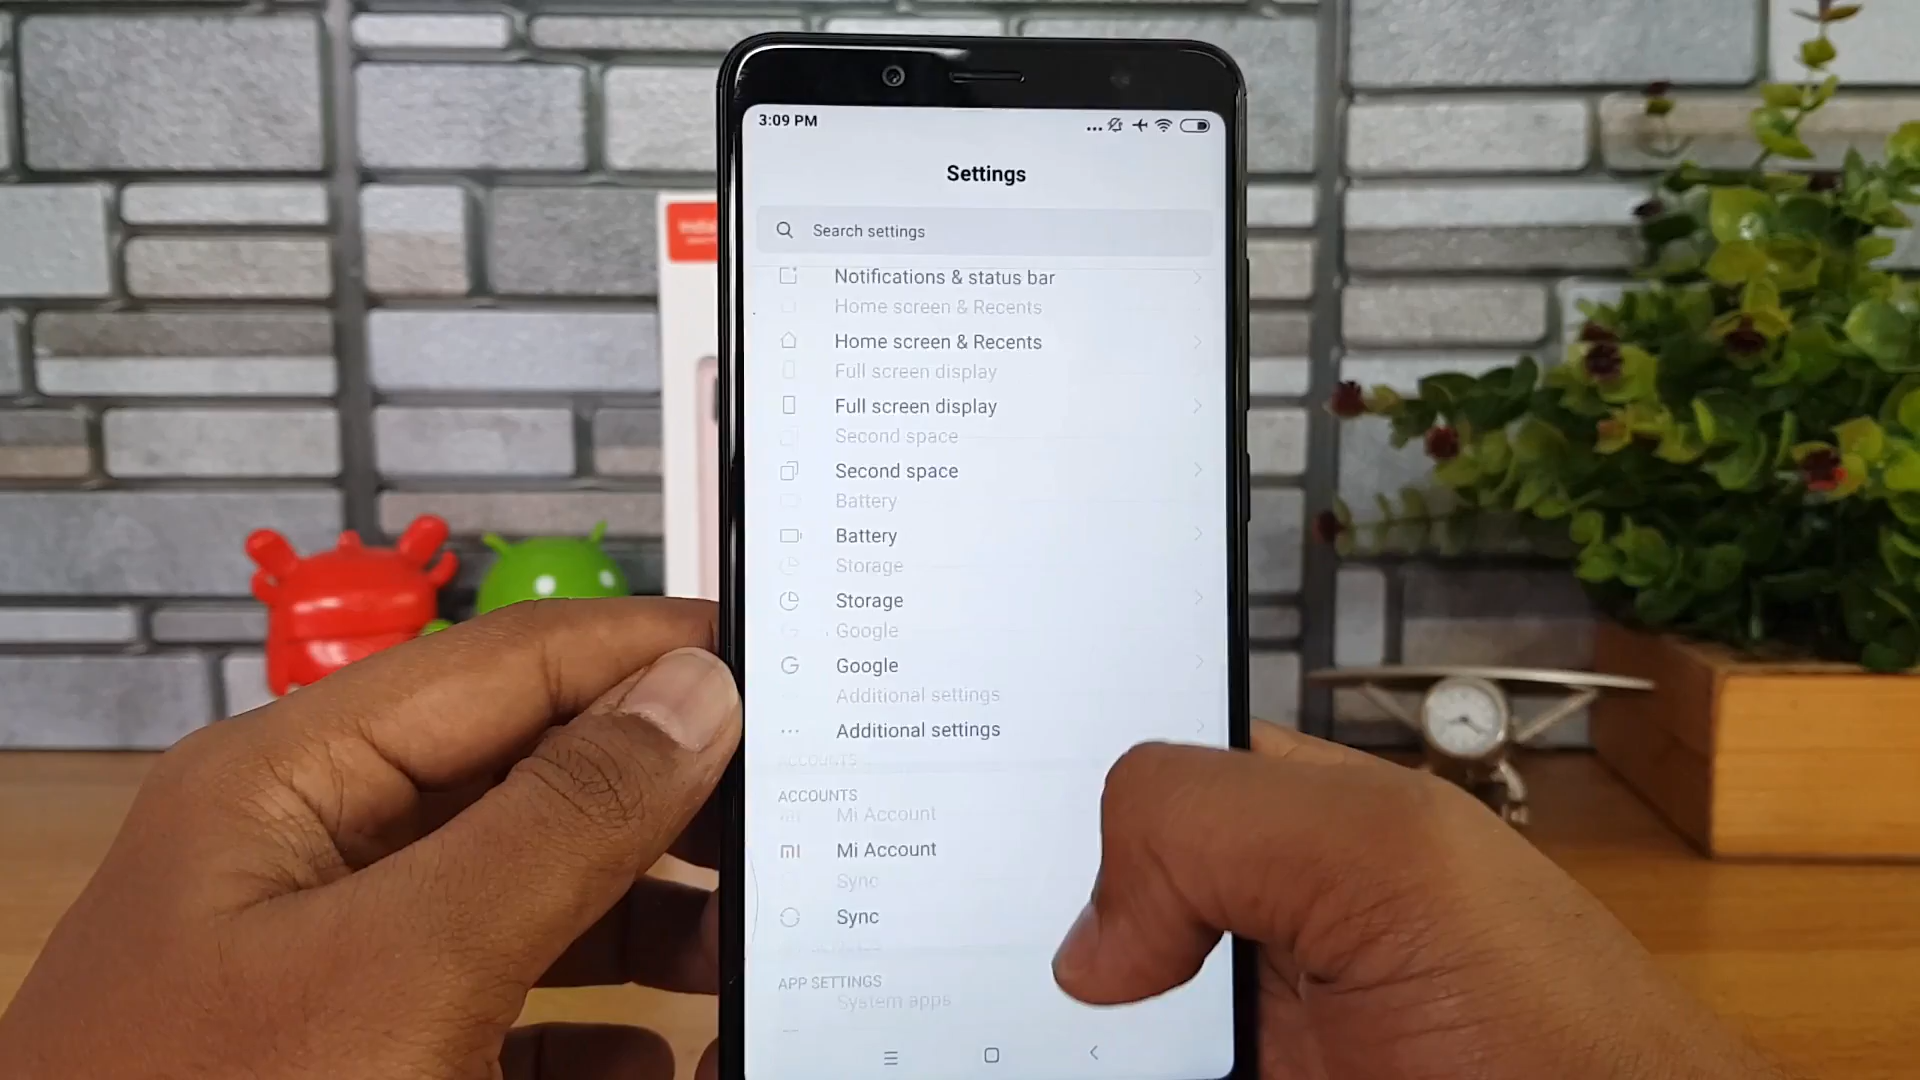 3:09 PM
Settings
Search settings
Notifications & status bar
Home screen & Recents
Home screen & Recents
Full screen display
Full screen display
Second space
Second space
Battery
Battery
Storage
Storage
Google
Google
Additional settings
Additional settings
ACCOUNTS
ACCOUNTS
Mi Account
Mi Account
Sync
Sync
APP SETTINGS
System apps